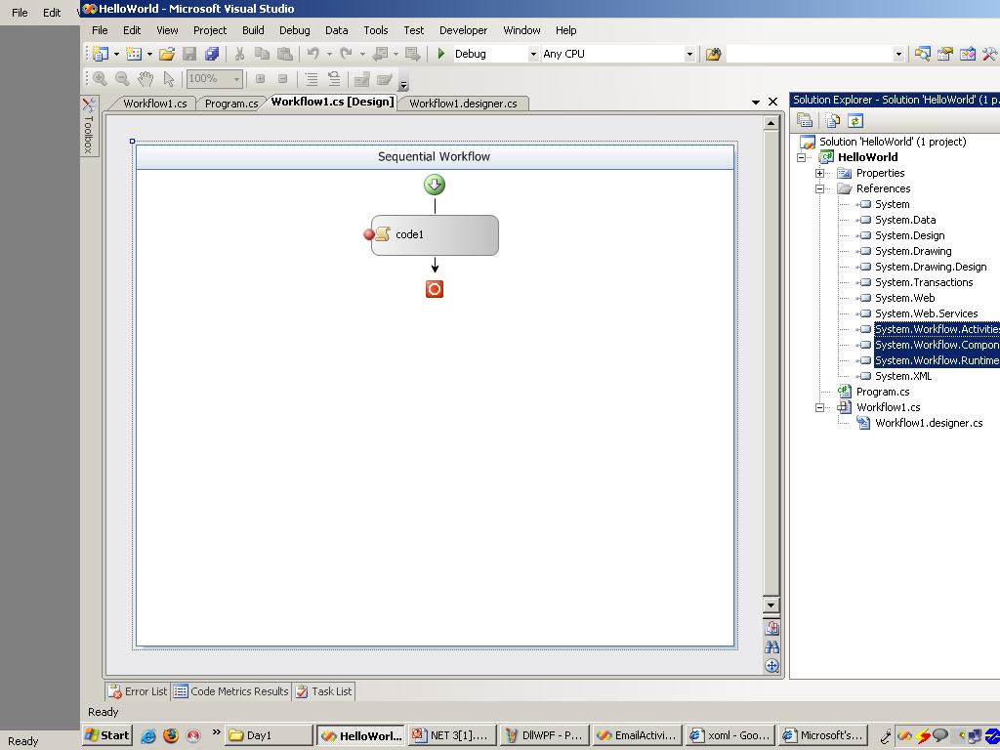 File Edit
HelloWorld - Microsoft Visual Studio
File Edit View Project Build Debug Data Tools Test Developer Window Help
Debug Any CPU
100%
Workflow1.cs Program.cs Workflow1.cs [Design] Workflow1.designer.cs
Toolbox
Sequential Workflow
code1
Solution Explorer - Solution 'HelloWorld' (1 p.
Solution 'HelloWorld' (1 project)
HelloWorld
Properties
References
System
System.Data
System.Design
System.Drawing
System.Drawing.Design
System.Transactions
System.Web
System.Web.Services
System.Workflow.Activities
System.Workflow.Compon
System.Workflow.Runtime
System.XML
Program.cs
Workflow1.cs
Workflow1.designer.cs
Error List Code Metrics Results Task List
Ready
Ready
Start » Day1 HelloWorl... NET 3[1].... DllWPF - P... EmailActivi... xoml - Goo... Microsoft's...